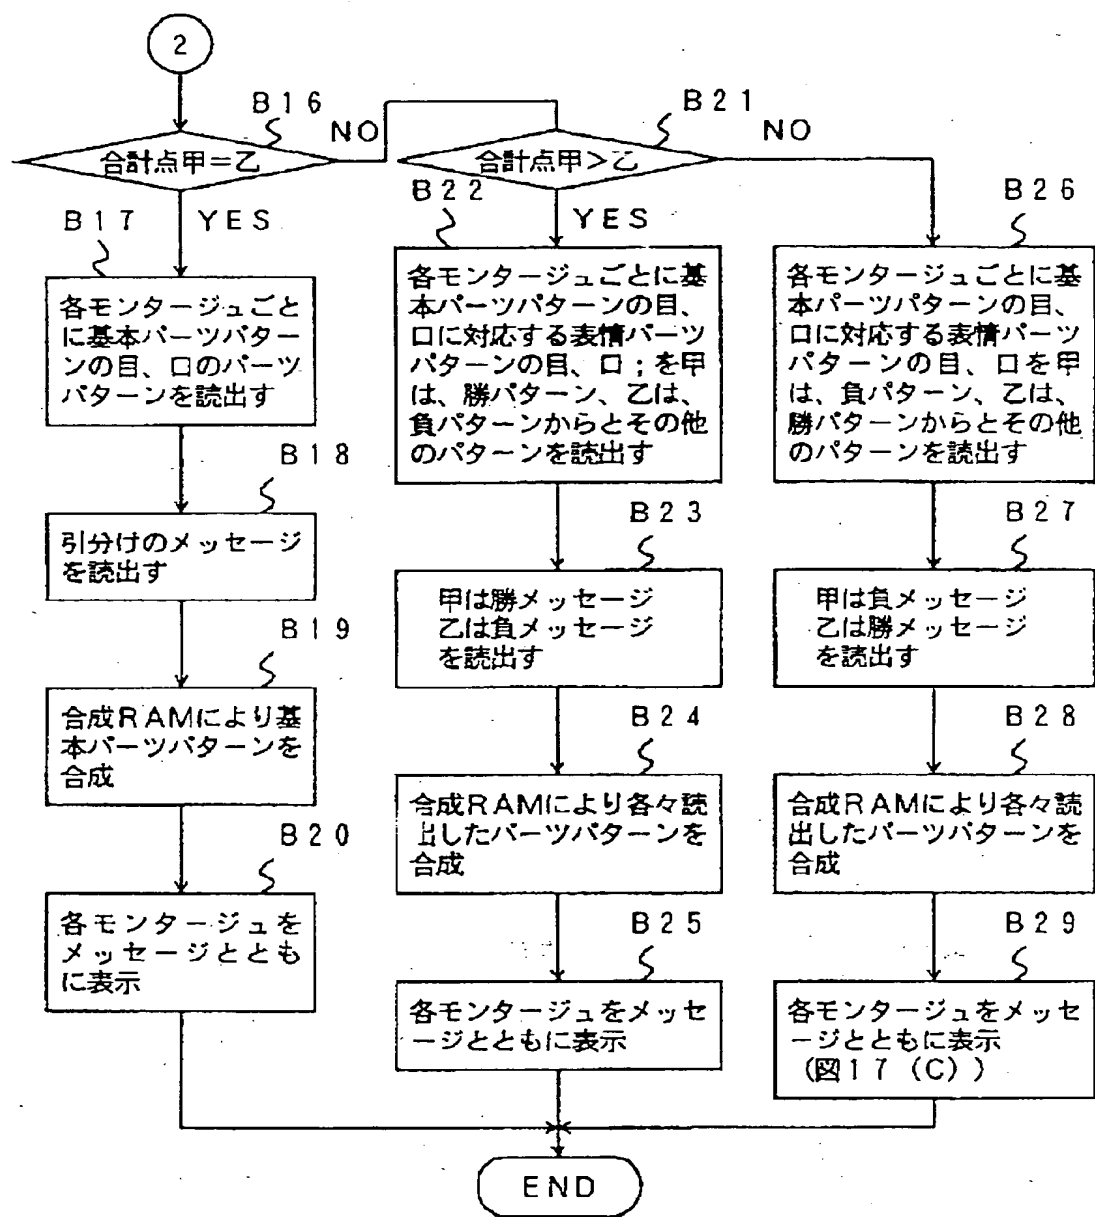 2
B16
合計点甲＝乙
NO
B17
YES
各モンタージュごと
に基本パーツパター
ンの目、口のパーツ
パターンを読出す
B18
引分けのメッセージ
を読出す
B19
合成RAMにより基
本パーツパターンを
合成
B20
各モンタージュを
メッセージととも
に表示
B21
合計点甲＞乙
NO
B22
YES
各モンタージュごとに基
本パーツパターンの目、
口に対応する表情パーツ
パターンの目、口；を甲
は、勝パターン、乙は、
負パターンからとその他
のパターンを読出す
B23
甲は勝メッセージ
乙は負メッセージ
を読出す
B24
合成RAMにより各々読
出したパーツパターンを
合成
B25
各モンタージュをメッセ
ージとともに表示
B26
各モンタージュごとに基
本パーツパターンの目、
口に対応する表情パーツ
パターンの目、口を甲
は、負パターン、乙は、
勝パターンからとその他
のパターンを読出す
B27
甲は負メッセージ
乙は勝メッセージ
を読出す
B28
合成RAMにより各々読
出したパーツパターンを
合成
B29
各モンタージュをメッセ
ージとともに表示
(図17(C))
END